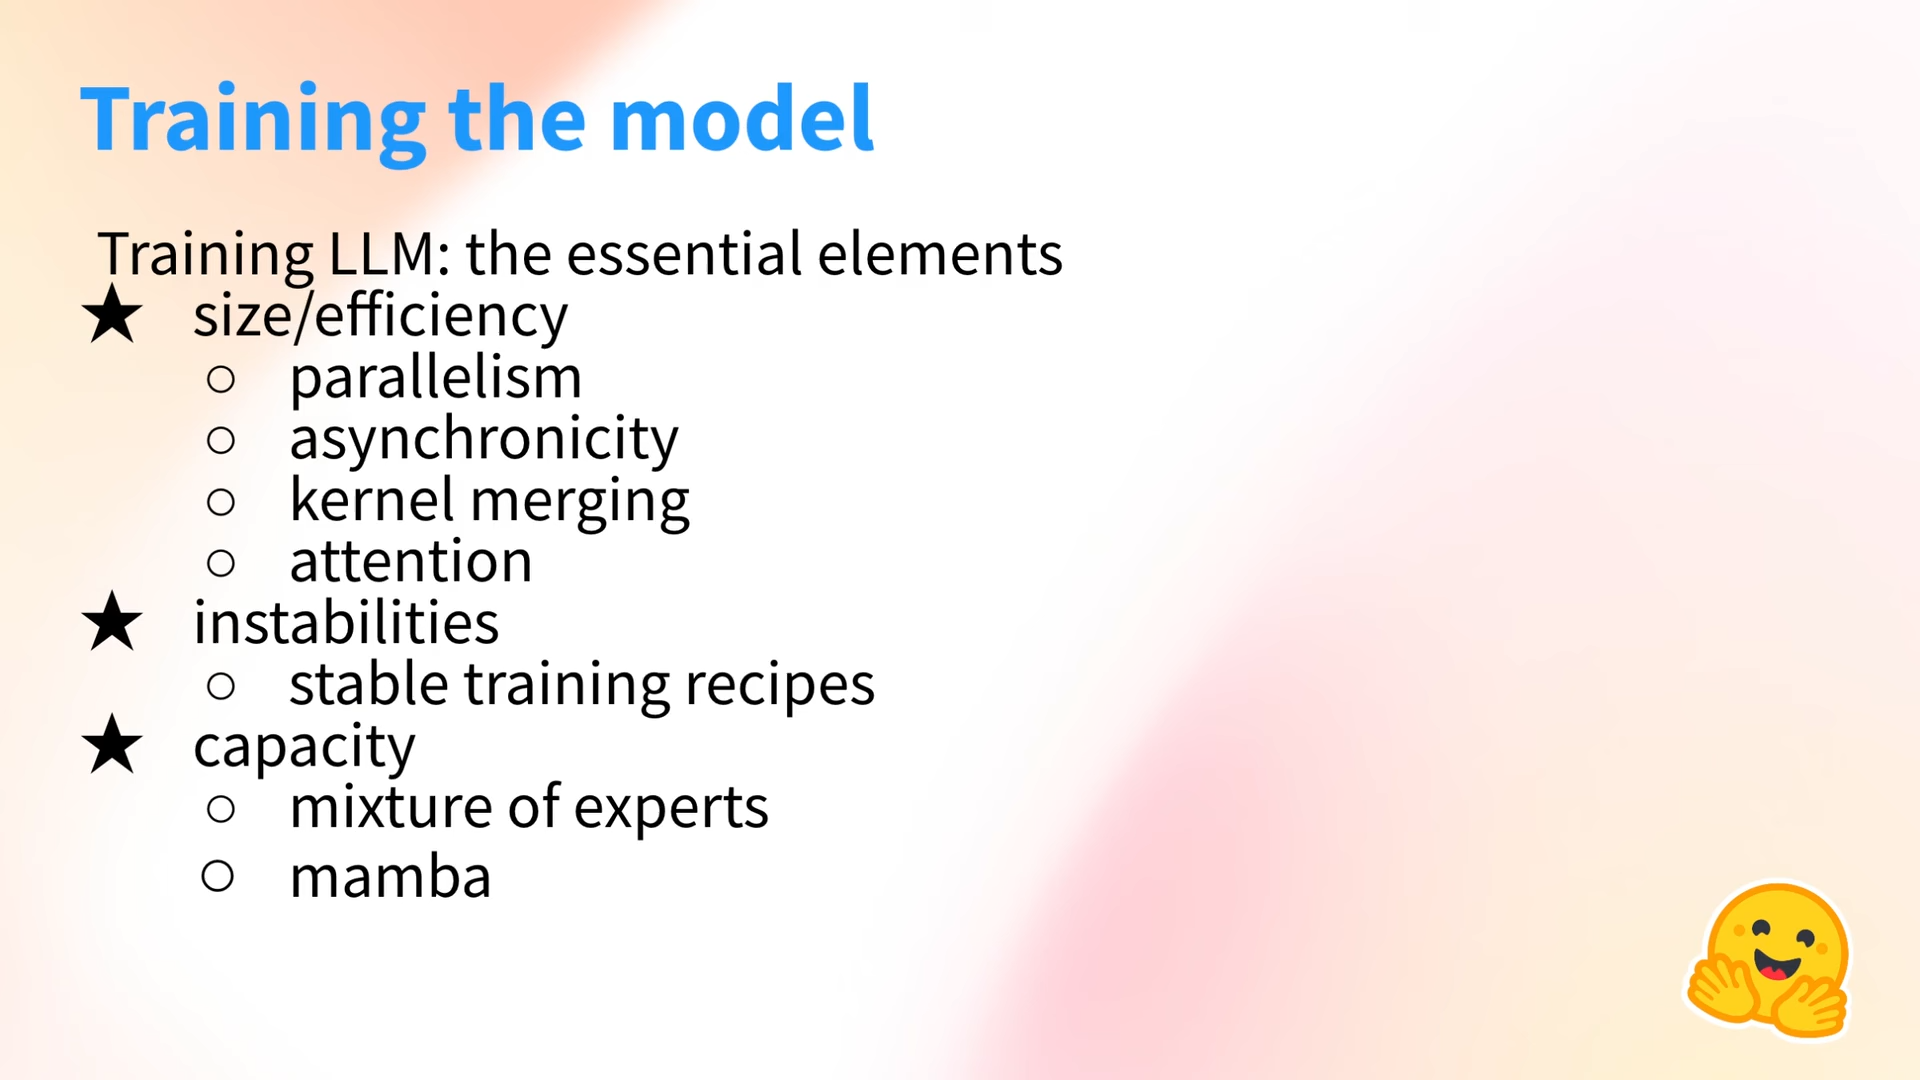 Training the model
Training LLM: the essential elements
★ size/efficiency
○ parallelism
○ asynchronicity
○ kernel merging
○ attention
★ instabilities
○ stable training recipes
★ capacity
○ mixture of experts
○ mamba